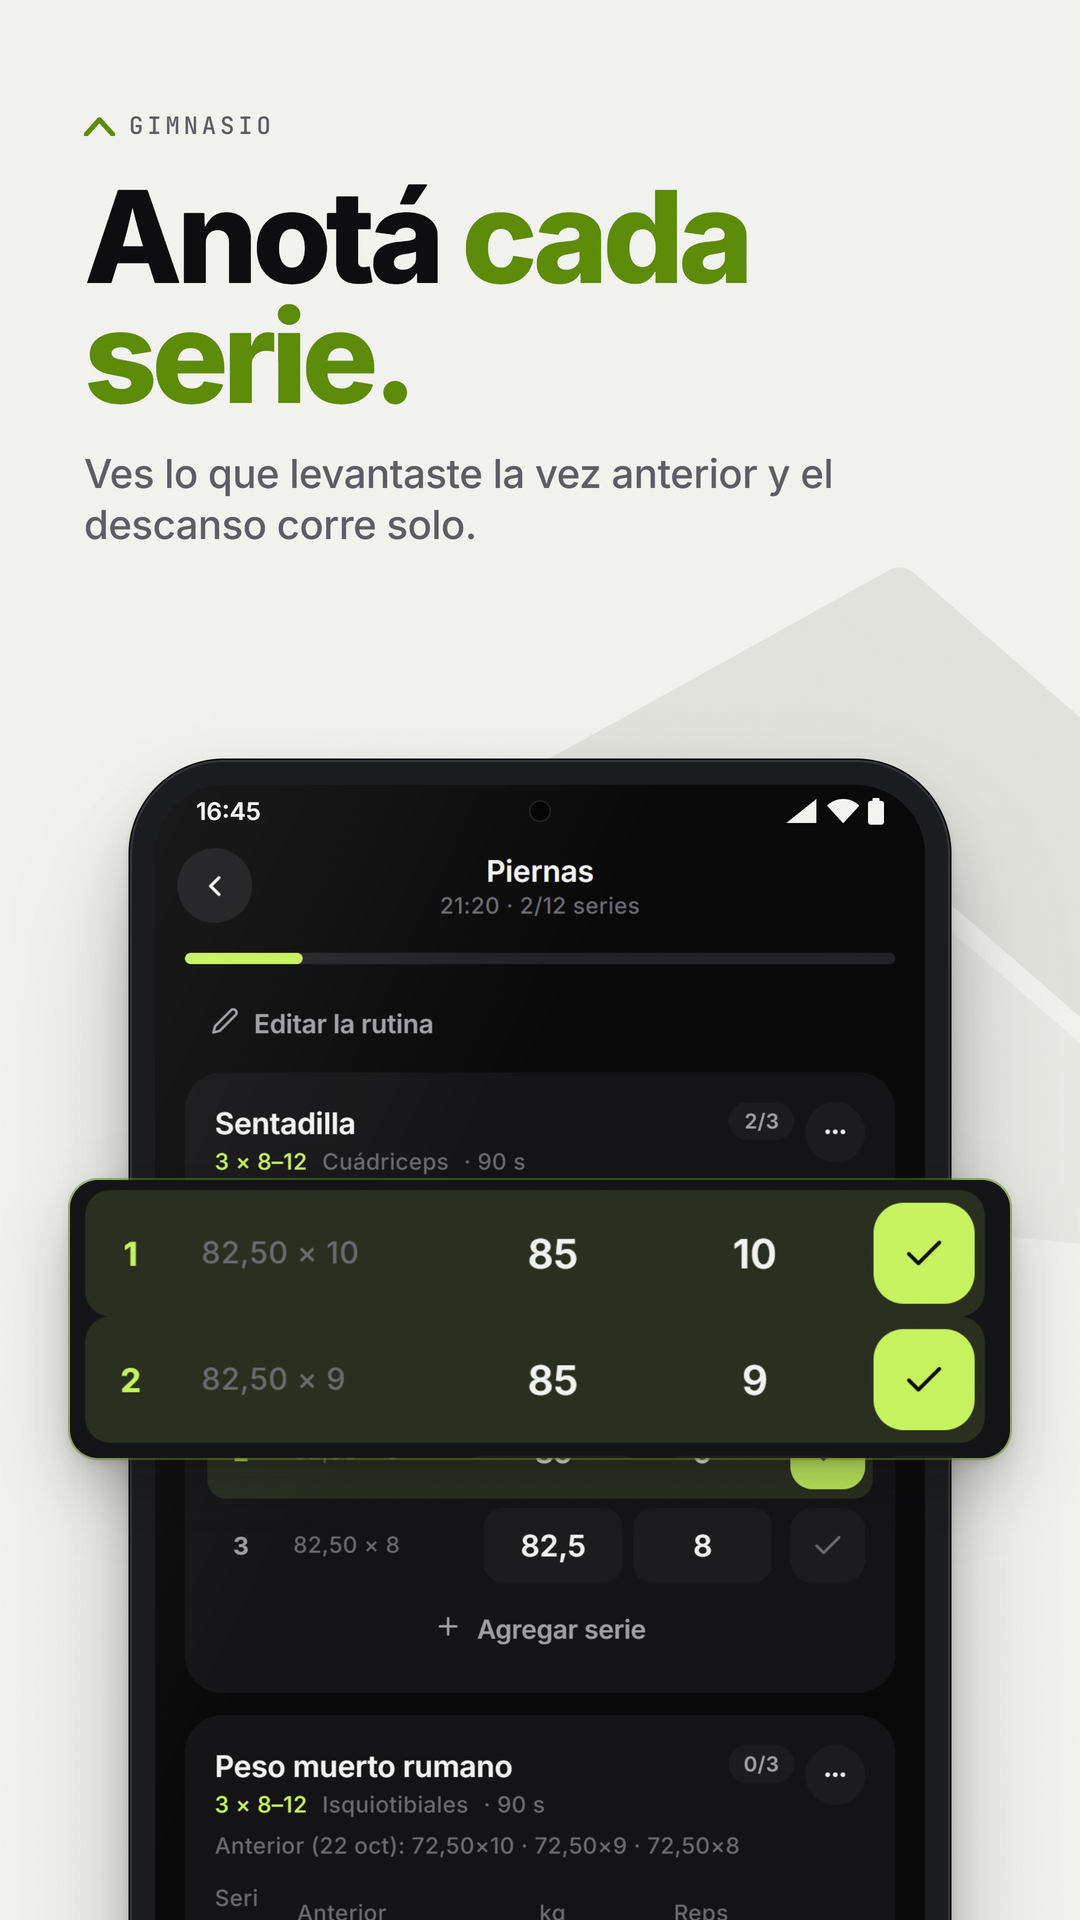 GIMNASIO
Anotá cada
serie.
Ves lo que levantaste la vez anterior y el
descanso corre solo.
16:45
Piernas
21:20 · 2/12 series
Editar la rutina
Sentadilla
2/3
3 × 8–12 Cuádriceps · 90 s
1 82,50 × 10 85 10
2 82,50 × 9 85 9
3 82,50 × 8 82,5 8
+ Agregar serie
Peso muerto rumano
0/3
3 × 8–12 Isquiotibiales · 90 s
Anterior (22 oct): 72,50×10 · 72,50×9 · 72,50×8
Seri
Anterior kg Reps